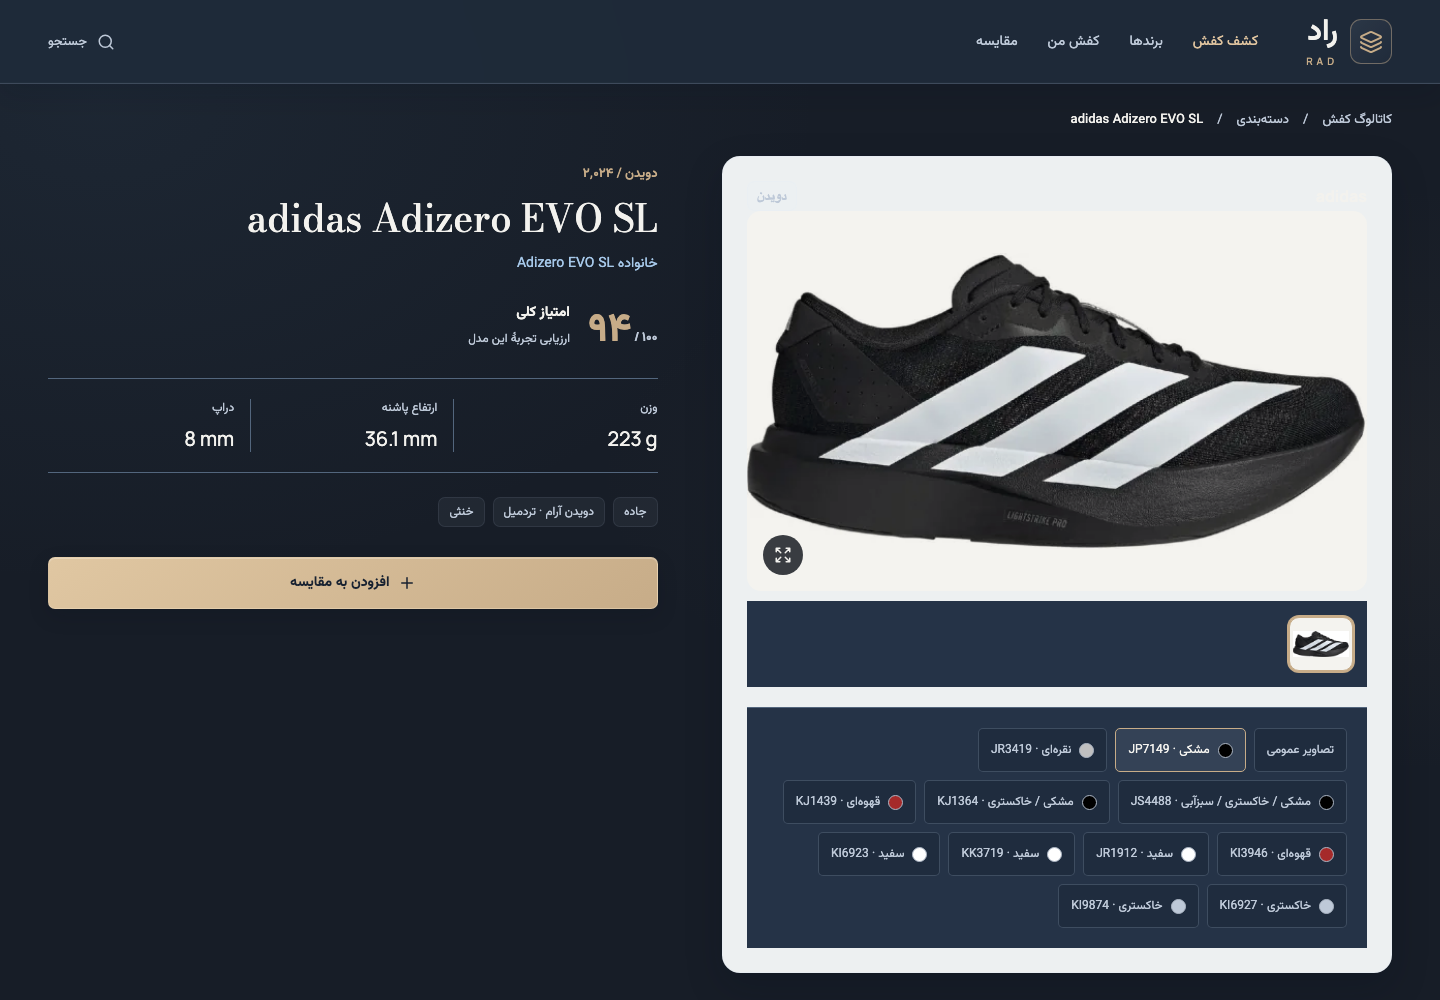 راد
RAD
کشف کفش
برندها
کفش من
مقایسه
جستجو
کاتالوگ کفش / دسته‌بندی / adidas Adizero EVO SL
دویدن
LIGHTSTRIKE PRO
تصاویر عمومی
مشکی · JP7149
نقره‌ای · JR3419
مشکی / خاکستری / سبزآبی · JS4488
مشکی / خاکستری · KJ1364
قهوه‌ای · KJ1439
قهوه‌ای · KI3946
سفید · JR1912
سفید · KK3719
سفید · KI6923
خاکستری · KI6927
خاکستری · KI9874
دویدن / ۲٬۰۲۴
adidas Adizero EVO SL
خانواده Adizero EVO SL
۹۴ / ۱۰۰
امتیاز کلی
ارزیابی تجربهٔ این مدل
وزن
223 g
ارتفاع پاشنه
36.1 mm
دراپ
8 mm
جاده
دویدن آرام · تردمیل
خنثی
افزودن به مقایسه